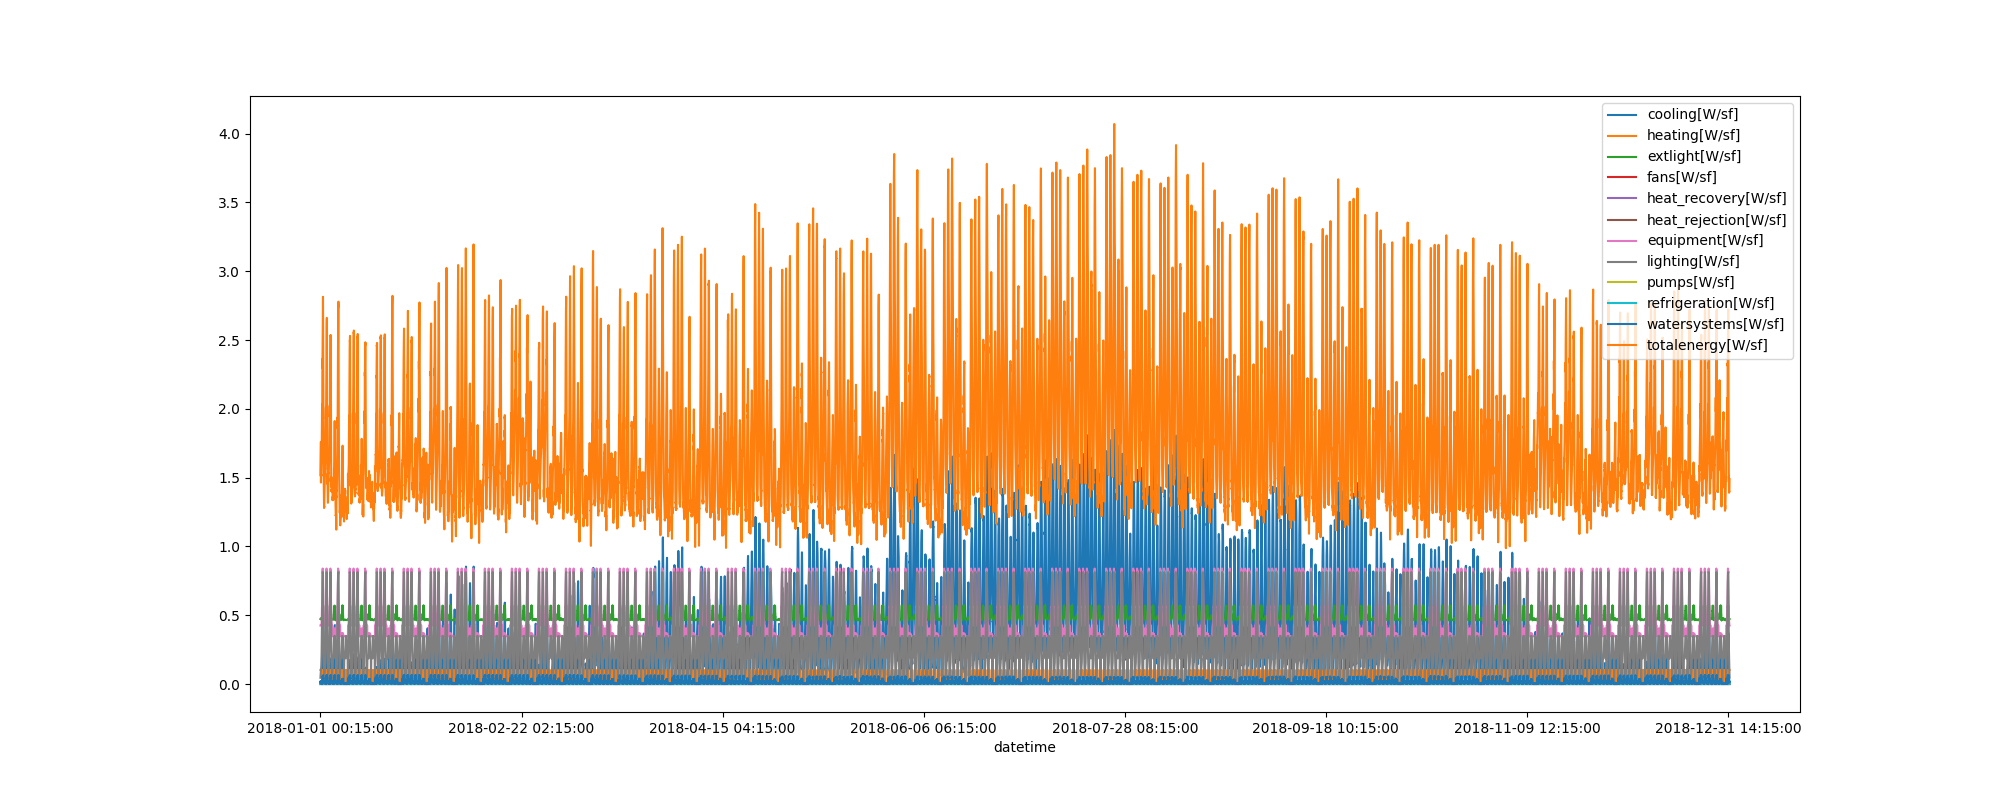 4.0
3.5
3.0
2.5
2.0
1.5
1.0
0.5
0.0
cooling[W/sf]
heating[W/sf]
extlight[W/sf]
fans[W/sf]
heat_recovery[W/sf]
heat_rejection[W/sf]
equipment[W/sf]
lighting[W/sf]
pumps[W/sf]
refrigeration[W/sf]
watersystems[W/sf]
totalenergy[W/sf]
2018-01-01 00:15:00 2018-02-22 02:15:00 2018-04-15 04:15:00 2018-06-06 06:15:00 2018-07-28 08:15:00 2018-09-18 10:15:00 2018-11-09 12:15:00 2018-12-31 14:15:00
datetime